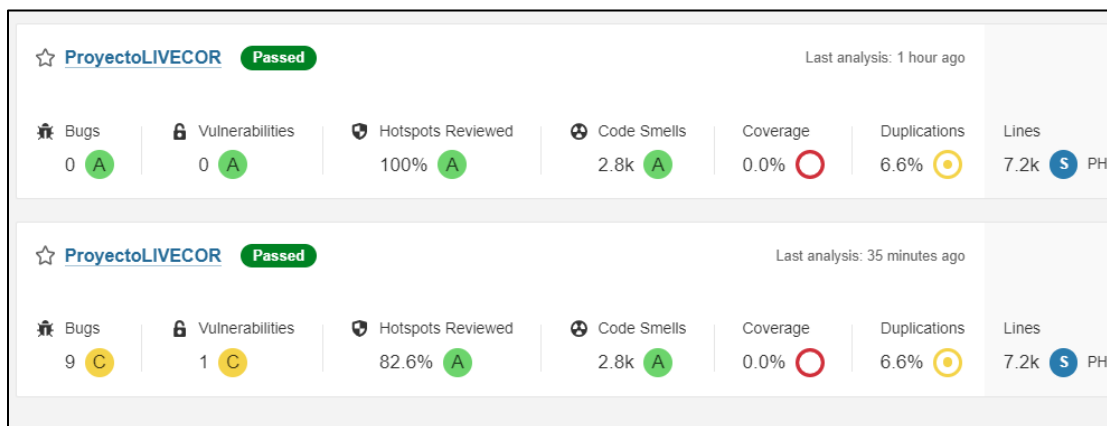 ProyectoLIVECOR Passed Last analysis: 1 hour ago
Bugs Vulnerabilities Hotspots Reviewed Code Smells Coverage Duplications Lines
0 A 0 A 100% A 2.8k A 0.0% 6.6% 7.2k S PH
ProyectoLIVECOR Passed Last analysis: 35 minutes ago
Bugs Vulnerabilities Hotspots Reviewed Code Smells Coverage Duplications Lines
9 C 1 C 82.6% A 2.8k A 0.0% 6.6% 7.2k S PH